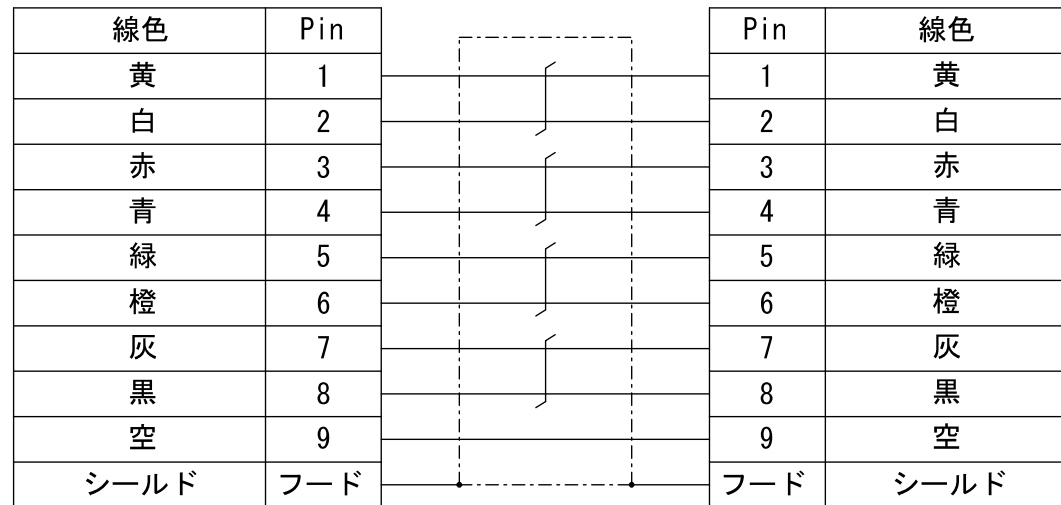 線色 Pin Pin 線色
黄 1 1 黄
白 2 2 白
赤 3 3 赤
青 4 4 青
緑 5 5 緑
橙 6 6 橙
灰 7 7 灰
黒 8 8 黒
空 9 9 空
シールド フード フード シールド